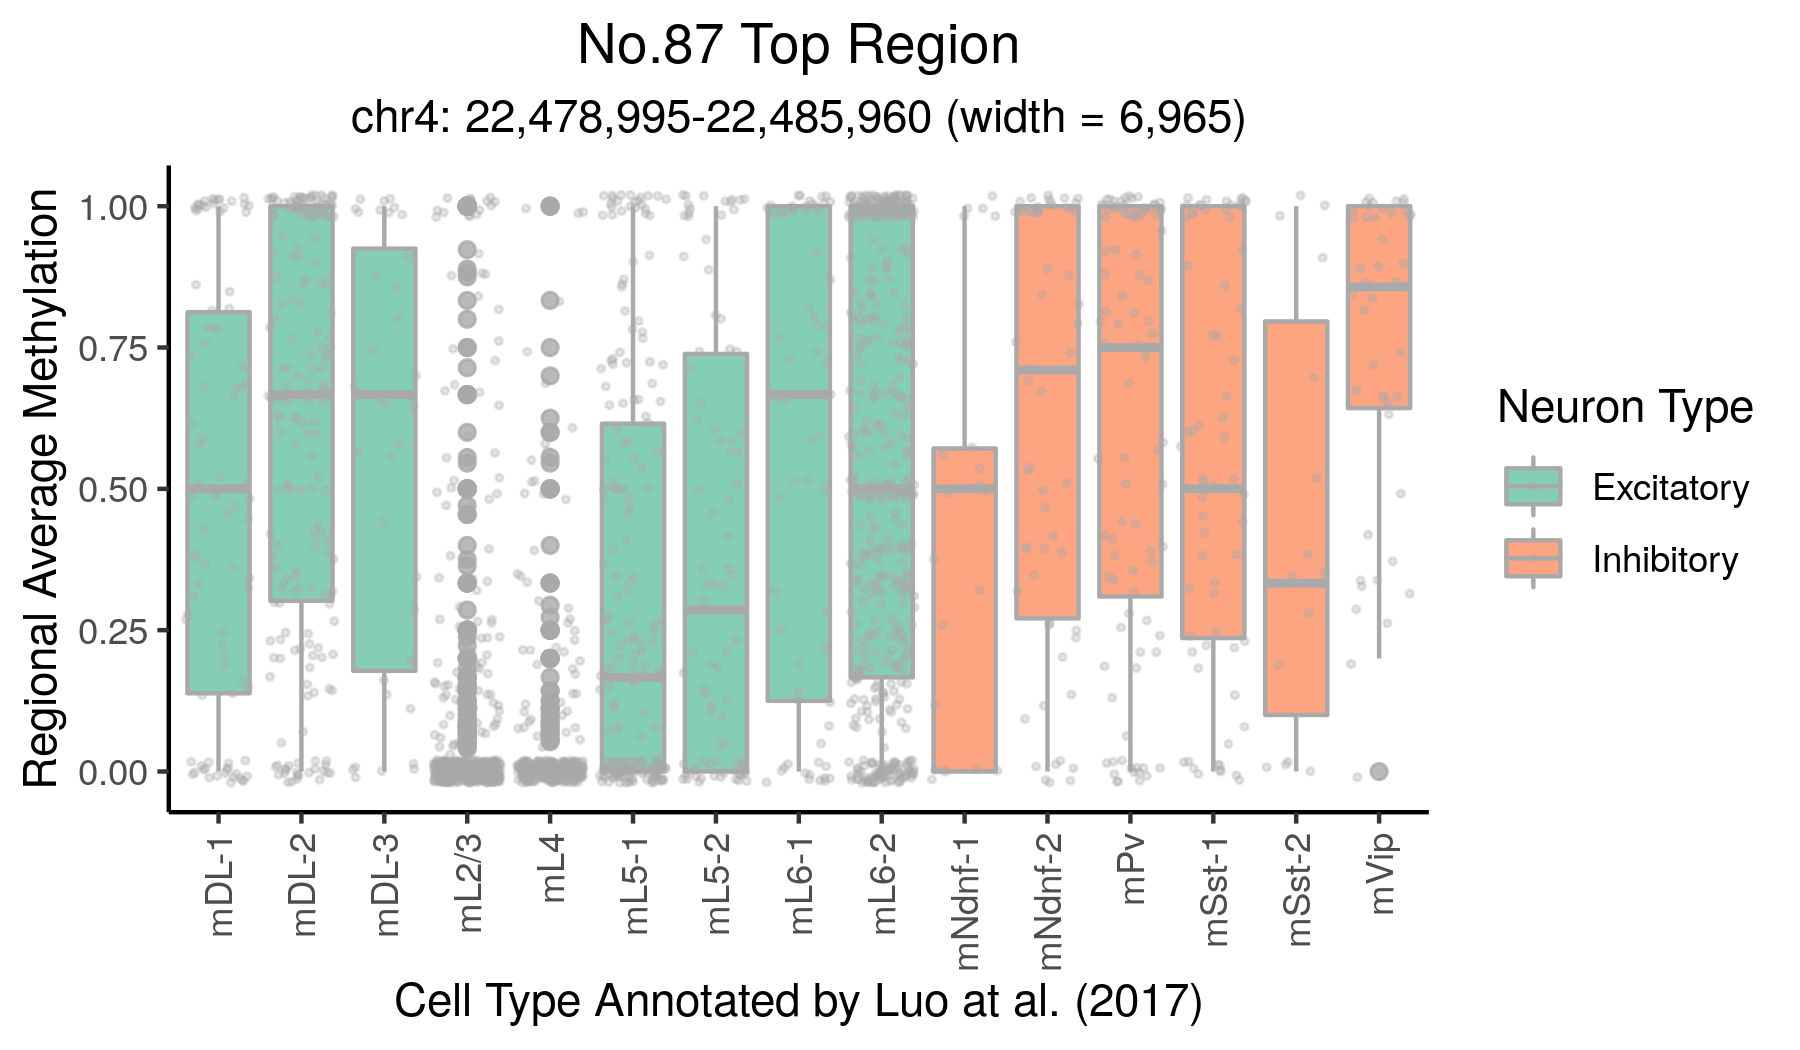 No.87 Top Region
chr4: 22,478,995-22,485,960 (width = 6,965)
Regional Average Methylation
1.00
0.75
0.50
0.25
0.00
mDL-1
mDL-2
mDL-3
mL2/3
mL4
mL5-1
mL5-2
mL6-1
mL6-2
mNdnf-1
mNdnf-2
mPv
mSst-1
mSst-2
mVip
Cell Type Annotated by Luo at al. (2017)
Neuron Type
Excitatory
Inhibitory